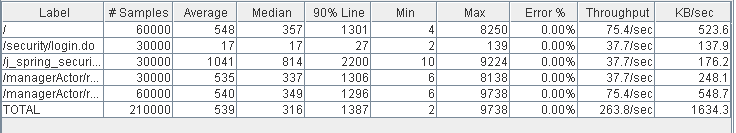 Label # Samples Average Median 90% Line Min Max Error % Throughput KB/sec
/ 60000 548 357 1301 4 8250 0.00% 75.4/sec 523.6
/security/login.do 30000 17 17 27 2 139 0.00% 37.7/sec 137.9
/j_spring_securi... 30000 1041 814 2200 10 9224 0.00% 37.7/sec 176.2
/managerActor/r... 30000 535 337 1306 6 8138 0.00% 37.7/sec 248.1
/managerActor/r... 60000 540 349 1296 6 9738 0.00% 75.4/sec 548.7
TOTAL 210000 539 316 1387 2 9738 0.00% 263.8/sec 1634.3